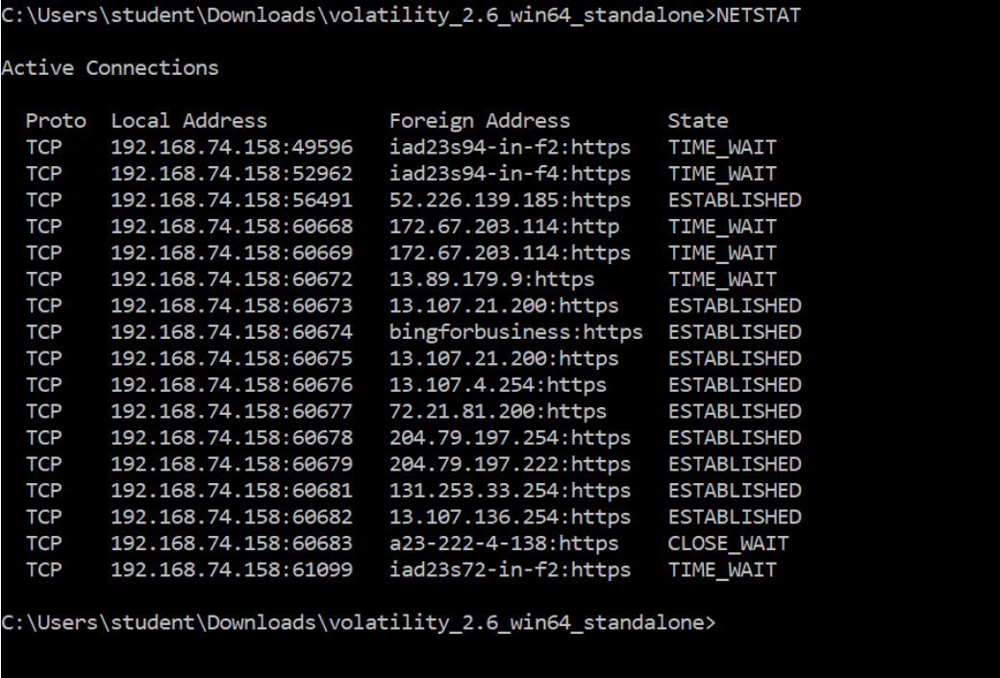 C:\Users\student\Downloads\volatility_2.6_win64_standalone>NETSTAT
Active Connections
Proto  Local Address          Foreign Address        State
TCP    192.168.74.158:49596   iad23s94-in-f2:https   TIME_WAIT
TCP    192.168.74.158:52962   iad23s94-in-f4:https   TIME_WAIT
TCP    192.168.74.158:56491   52.226.139.185:https   ESTABLISHED
TCP    192.168.74.158:60668   172.67.203.114:http    TIME_WAIT
TCP    192.168.74.158:60669   172.67.203.114:https   TIME_WAIT
TCP    192.168.74.158:60672   13.89.179.9:https      TIME_WAIT
TCP    192.168.74.158:60673   13.107.21.200:https    ESTABLISHED
TCP    192.168.74.158:60674   bingforbusiness:https  ESTABLISHED
TCP    192.168.74.158:60675   13.107.21.200:https    ESTABLISHED
TCP    192.168.74.158:60676   13.107.4.254:https     ESTABLISHED
TCP    192.168.74.158:60677   72.21.81.200:https     ESTABLISHED
TCP    192.168.74.158:60678   204.79.197.254:https   ESTABLISHED
TCP    192.168.74.158:60679   204.79.197.222:https   ESTABLISHED
TCP    192.168.74.158:60681   131.253.33.254:https   ESTABLISHED
TCP    192.168.74.158:60682   13.107.136.254:https   ESTABLISHED
TCP    192.168.74.158:60683   a23-222-4-138:https    CLOSE_WAIT
TCP    192.168.74.158:61099   iad23s72-in-f2:https   TIME_WAIT
C:\Users\student\Downloads\volatility_2.6_win64_standalone>